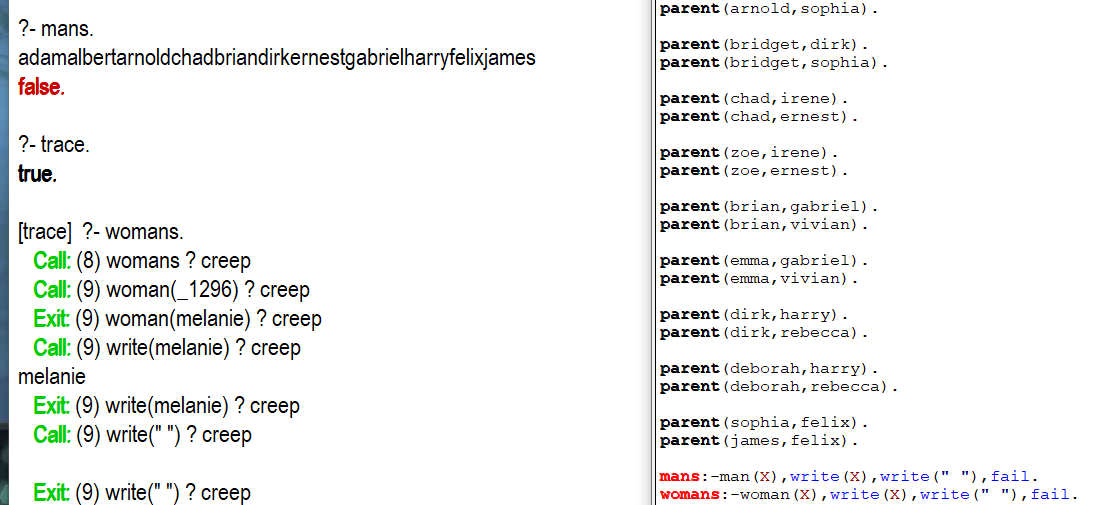 ?- mans.
adamalbertarnoldchadbriandirkernestgabrielharryfelixjames
false.
?- trace.
true.
[trace]  ?- womans.
Call: (8) womans ? creep
Call: (9) woman(_1296) ? creep
Exit: (9) woman(melanie) ? creep
Call: (9) write(melanie) ? creep
melanie
Exit: (9) write(melanie) ? creep
Call: (9) write(" ") ? creep
Exit: (9) write(" ") ? creep
parent(arnold,sophia).
parent(bridget,dirk).
parent(bridget,sophia).
parent(chad,irene).
parent(chad,ernest).
parent(zoe,irene).
parent(zoe,ernest).
parent(brian,gabriel).
parent(brian,vivian).
parent(emma,gabriel).
parent(emma,vivian).
parent(dirk,harry).
parent(dirk,rebecca).
parent(deborah,harry).
parent(deborah,rebecca).
parent(sophia,felix).
parent(james,felix).
mans:-man(X),write(X),write(" "),fail.
womans:-woman(X),write(X),write(" "),fail.